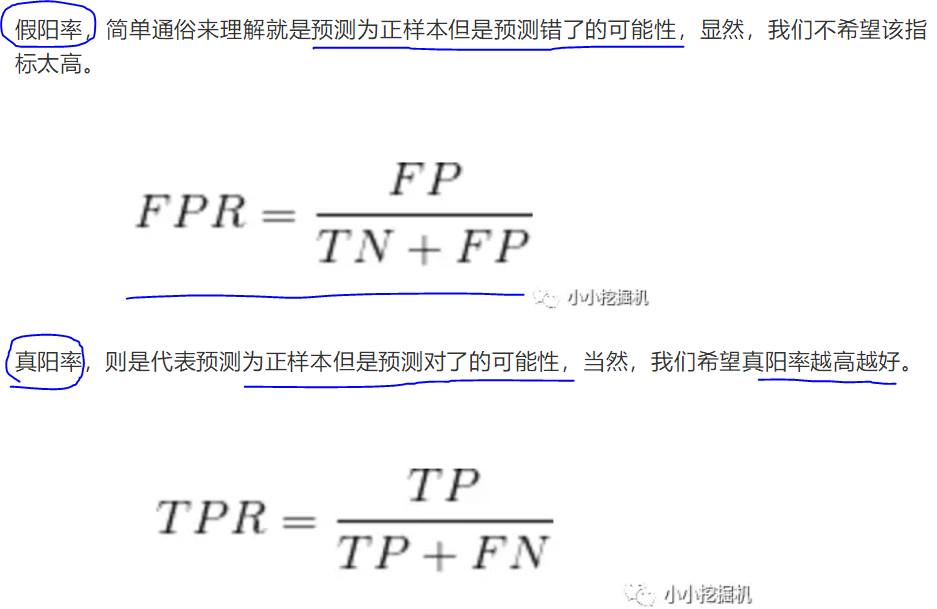 假阳率，简单通俗来理解就是预测为正样本但是预测错了的可能性，显然，我们不希望该指
标太高。
FPR = FP / (TN + FP)
小小挖掘机
真阳率，则是代表预测为正样本但是预测对了的可能性，当然，我们希望真阳率越高越好。
TPR = TP / (TP + FN)
小小挖掘机